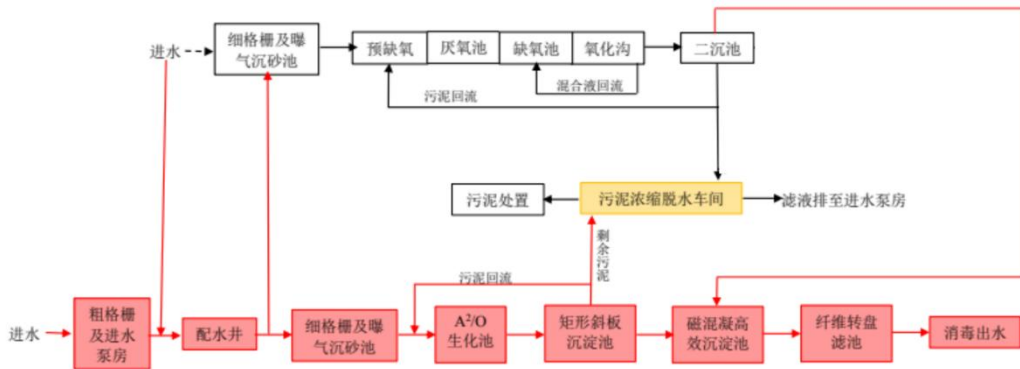 进水
细格栅及曝
气沉砂池
预缺氧
厌氧池
缺氧池
氧化沟
二沉池
混合液回流
污泥回流
污泥处置
污泥浓缩脱水车间
滤液排至进水泵房
剩余污泥
污泥回流
进水
粗格栅
及进水
泵房
配水井
细格栅及曝
气沉砂池
A²/O
生化池
矩形斜板
沉淀池
磁混凝高
效沉淀池
纤维转盘
滤池
消毒出水